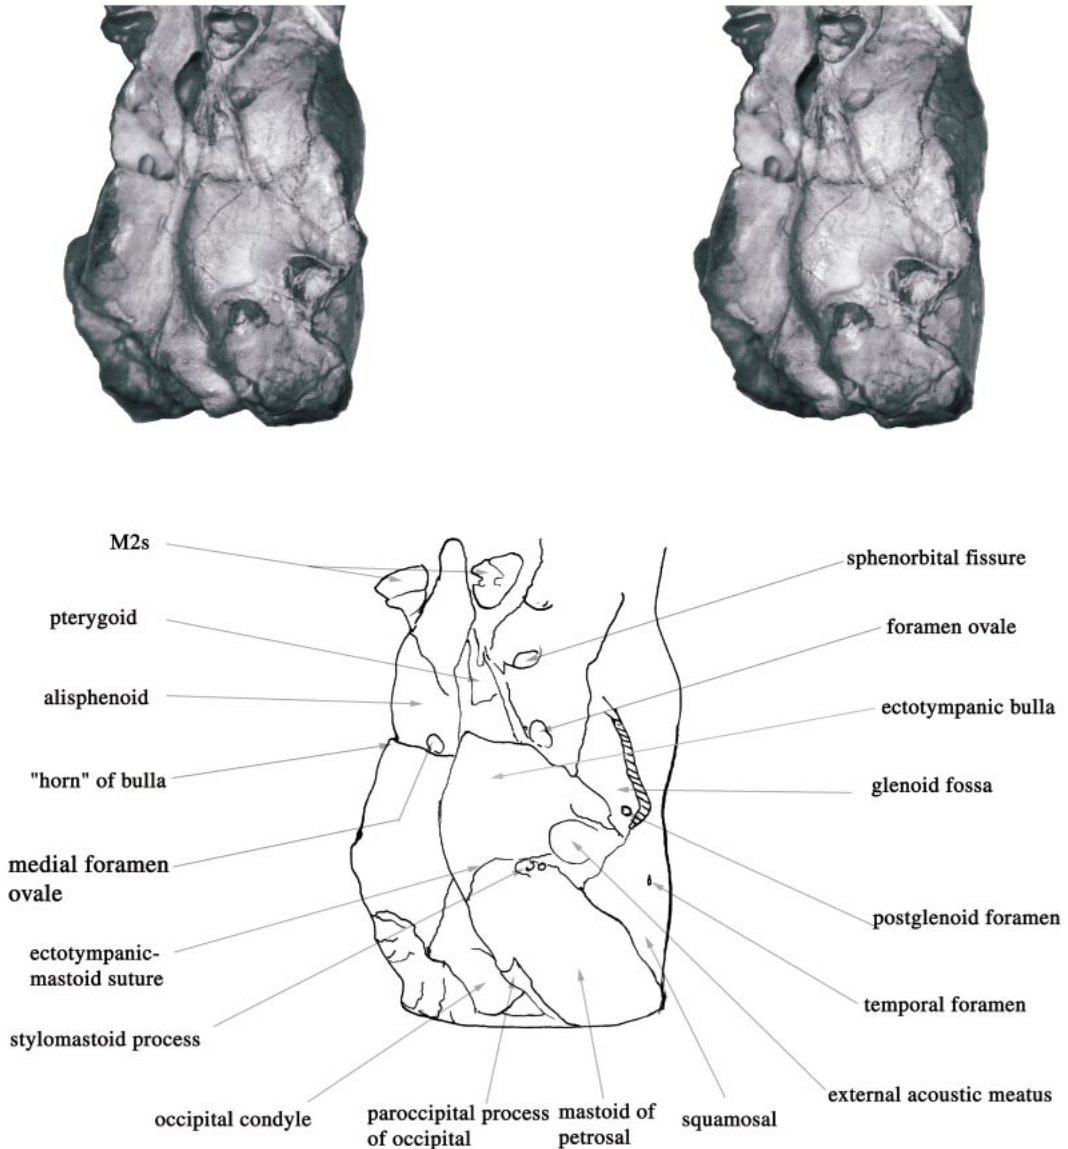 M2s
pterygoid
alisphenoid
"horn" of bulla
medial foramen
ovale
ectotympanic-
mastoid suture
stylomastoid process
occipital condyle
paroccipital process
of occipital
mastoid of
petrosal
squamosal
sphenorbital fissure
foramen ovale
ectotympanic bulla
glenoid fossa
postglenoid foramen
temporal foramen
external acoustic meatus